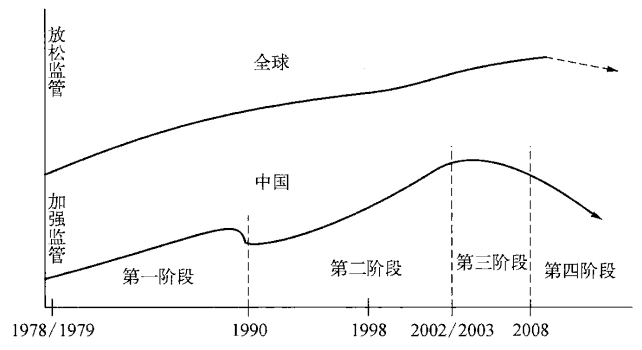 放松监管
全球
中国
加强监管
第一阶段
第二阶段
第三阶段
第四阶段
1978/1979
1990
1998
2002/2003
2008